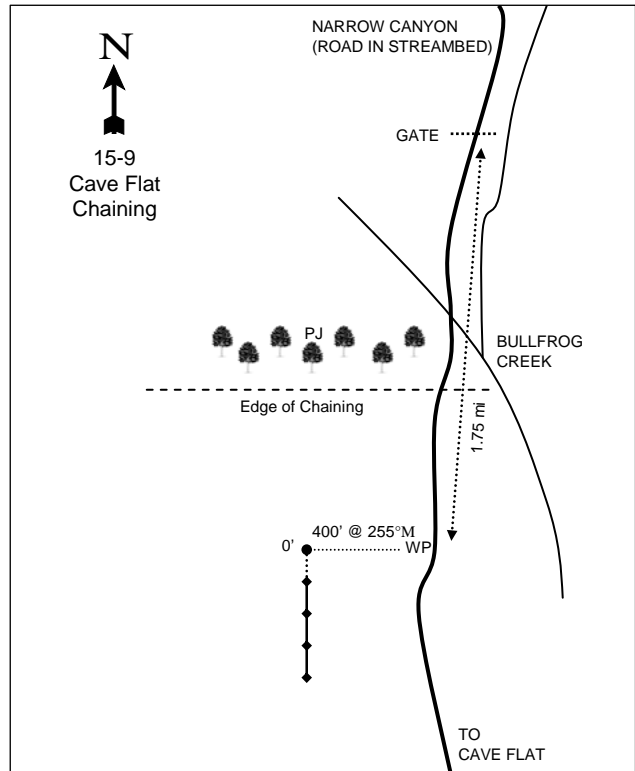 NARROW CANYON
(ROAD IN STREAMBED)
N
GATE
15-9
Cave Flat
Chaining
PJ
BULLFROG
CREEK
Edge of Chaining
1.75 mi
400' @ 255°M
0'
WP
TO
CAVE FLAT